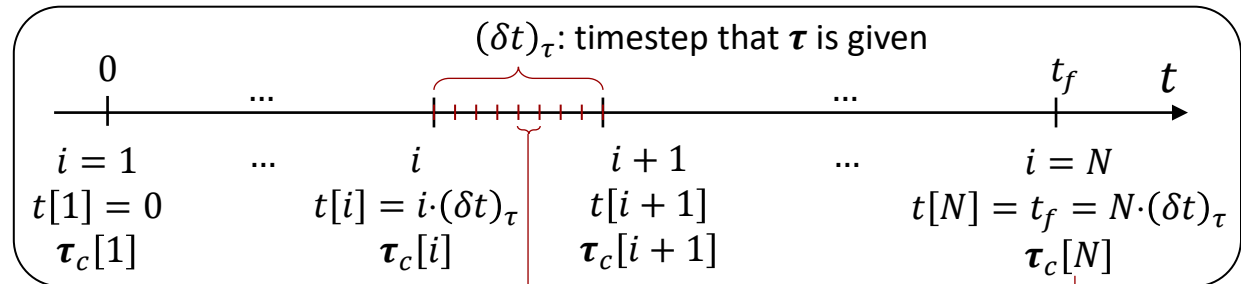 (δt)_τ: timestep that τ is given
0 t_f t
... ...
i = 1 ... i i + 1 ... i = N
t[1] = 0 t[i] = i·(δt)_τ t[i + 1] t[N] = t_f = N·(δt)_τ
τ_c[1] τ_c[i] τ_c[i + 1] τ_c[N]